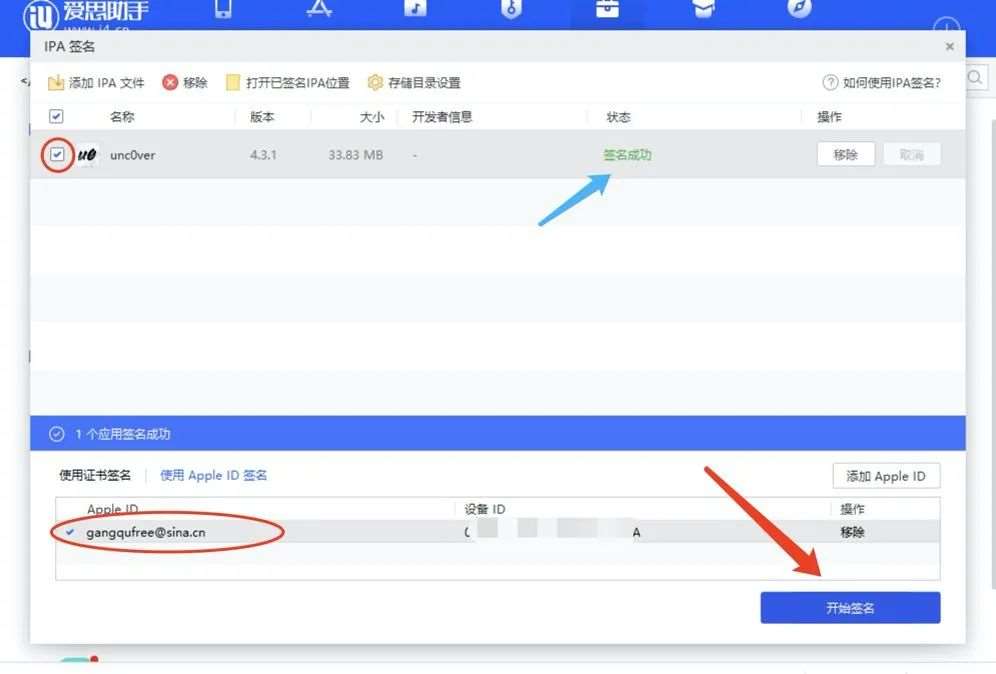 iU 爱思助手
www.i4.cn
IPA 签名
添加 IPA 文件 移除 打开已签名IPA位置 存储目录设置 如何使用IPA签名?
名称 版本 大小 开发者信息 状态 操作
u0 unc0ver 4.3.1 33.83 MB - 签名成功 移除 取消
1 个应用签名成功
使用证书签名 使用 Apple ID 签名 添加 Apple ID
Apple ID 设备 ID 操作
gangqufree@sina.cn A 移除
开始签名